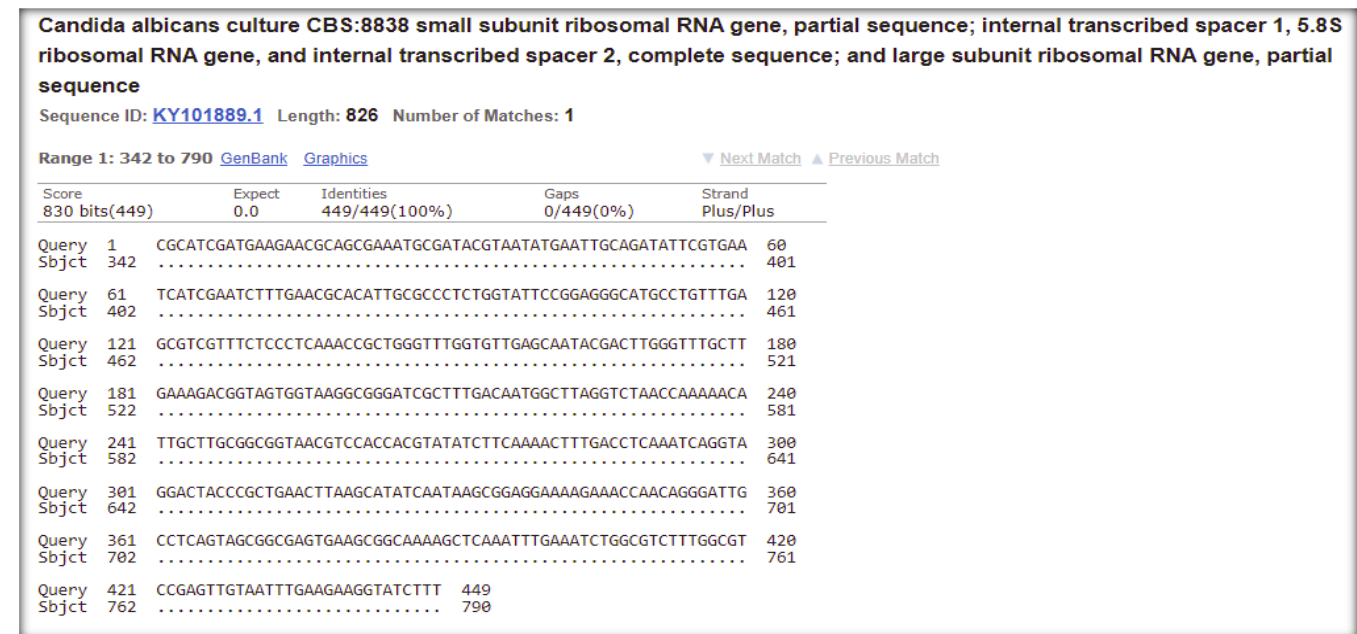 Candida albicans culture CBS:8838 small subunit ribosomal RNA gene, partial sequence; internal transcribed spacer 1, 5.8S
ribosomal RNA gene, and internal transcribed spacer 2, complete sequence; and large subunit ribosomal RNA gene, partial
sequence
Sequence ID: KY101889.1 Length: 826 Number of Matches: 1
Range 1: 342 to 790 GenBank Graphics ▼ Next Match ▲ Previous Match
Score Expect Identities Gaps Strand
830 bits(449) 0.0 449/449(100%) 0/449(0%) Plus/Plus
Query 1 CGCATCGATGAAGAACGCAGCGAAATGCGATACGTAATATGAATTGCAGATATTCGTGAA 60
Sbjct 342 ............................................................ 401
Query 61 TCATCGAATCTTTGAACGCACATTGCGCCCTCTGGTATTCCGGAGGGCATGCCTGTTTGA 120
Sbjct 402 ............................................................ 461
Query 121 GCGTCGTTTCTCCCTCAAACCGCTGGGTTTGGTGTTGAGCAATACGACTTGGGTTTGCTT 180
Sbjct 462 ............................................................ 521
Query 181 GAAAGACGGTAGTGGTAAGGCGGGATCGCTTTGACAATGGCTTAGGTCTAACCAAAAACA 240
Sbjct 522 ............................................................ 581
Query 241 TTGCTTGCGGCGGTAACGTCCACCACGTATATCTTCAAAACTTTGACCTCAAATCAGGTA 300
Sbjct 582 ............................................................ 641
Query 301 GGACTACCCGCTGAACTTAAGCATATCAATAAGCGGAGGAAAAGAAACCAACAGGGATTG 360
Sbjct 642 ............................................................ 701
Query 361 CCTCAGTAGCGGCGAGTGAAGCGGCAAAAGCTCAAATTTGAAATCTGGCGTCTTTGGCGT 420
Sbjct 702 ............................................................ 761
Query 421 CCGAGTTGTAATTTGAAGAAGGTATCTTT 449
Sbjct 762 ............................. 790